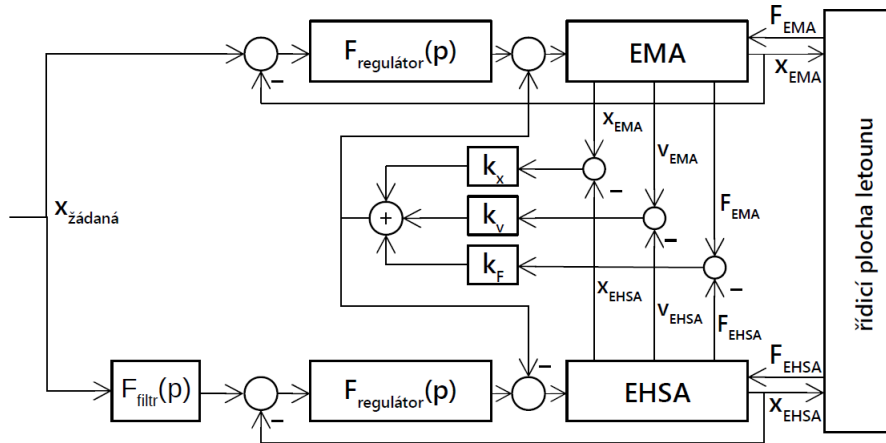 F_EMA
F_regulátor(p)
EMA
x_EMA
x_EMA
v_EMA
k_x
k_v
+
F_EMA
x_žádaná
k_F
x_EHSA
v_EHSA
F_EHSA
řídicí plocha letounu
F_filtr(p)
F_regulátor(p)
EHSA
F_EHSA
x_EHSA